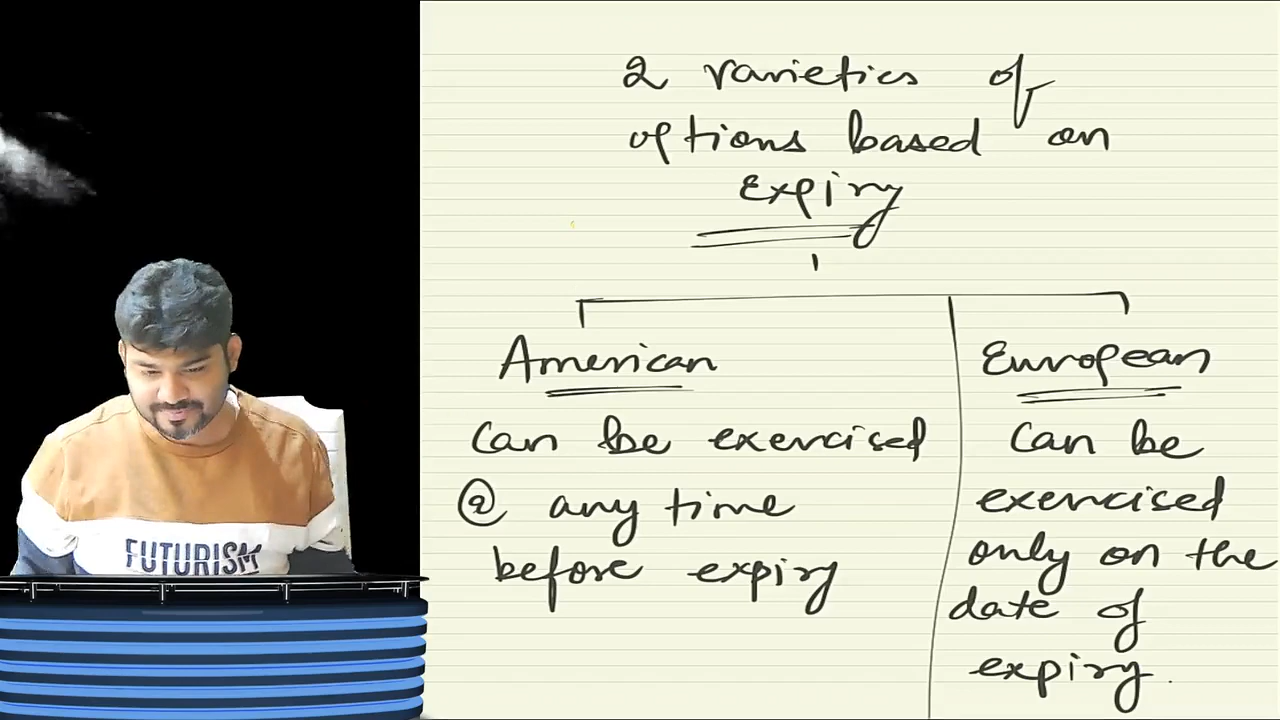 2 varieties of
options based on
Expiry
American
can be exercised
@ any time
before expiry
European
can be
exercised
only on the
date of
expiry.
FUTURISM